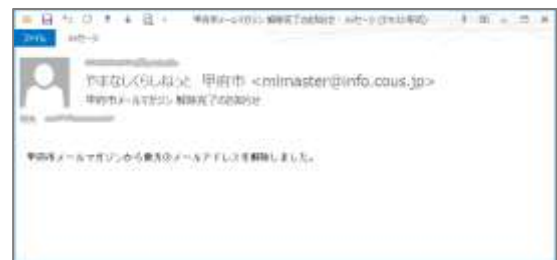 甲府市メールマガジン 解除完了のお知らせ - メッセージ (テキスト形式)
ファイル メッセージ
やまなしくらしねっと 甲府市 <mlmaster@info.cous.jp>
甲府市メールマガジン 解除完了のお知らせ
宛先
甲府市メールマガジンから貴方のメールアドレスを解除しました。